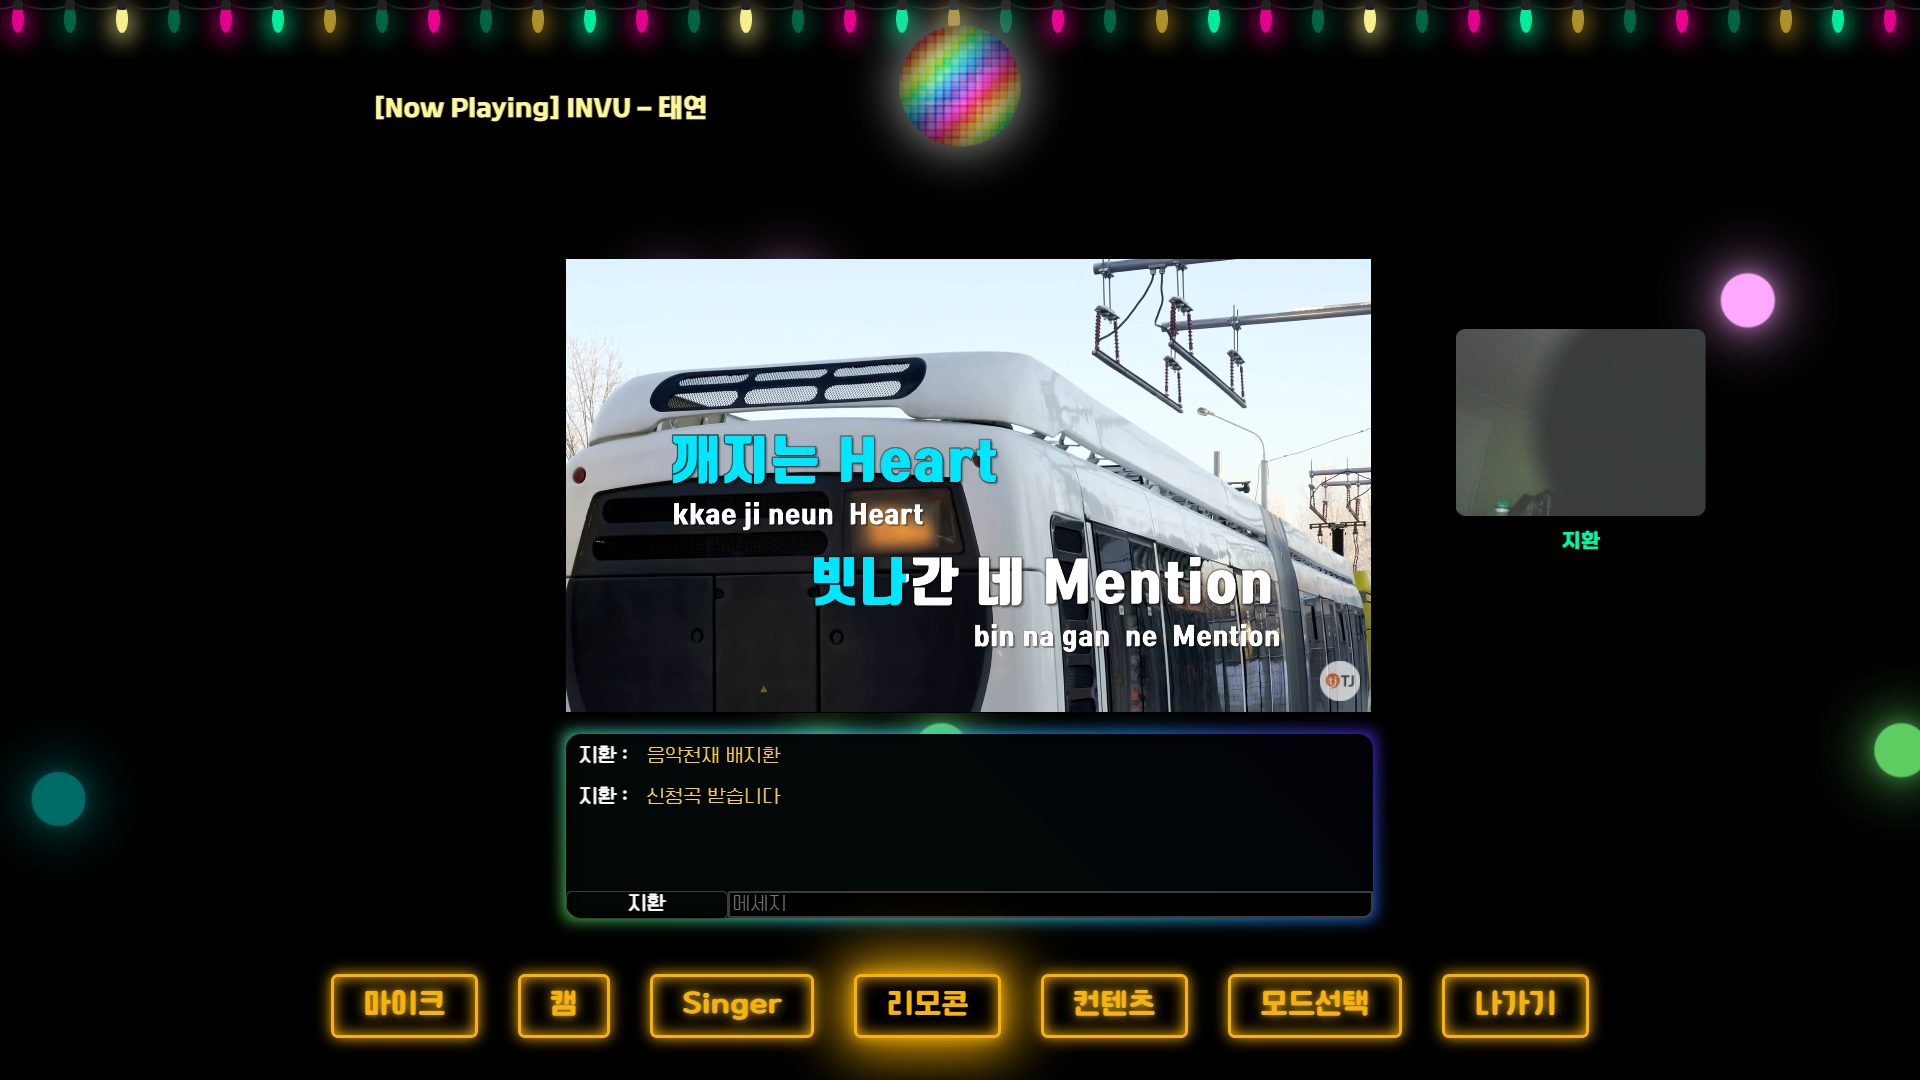 [Now Playing] INVU – 태연
깨지는 Heart
kkae ji neun Heart
빗나간 네 Mention
bin na gan ne Mention
TJ
지환
지환 : 음악천재 배지환
지환 : 신청곡 받습니다
지환 메세지
마이크 캠 Singer 리모콘 컨텐츠 모드선택 나가기